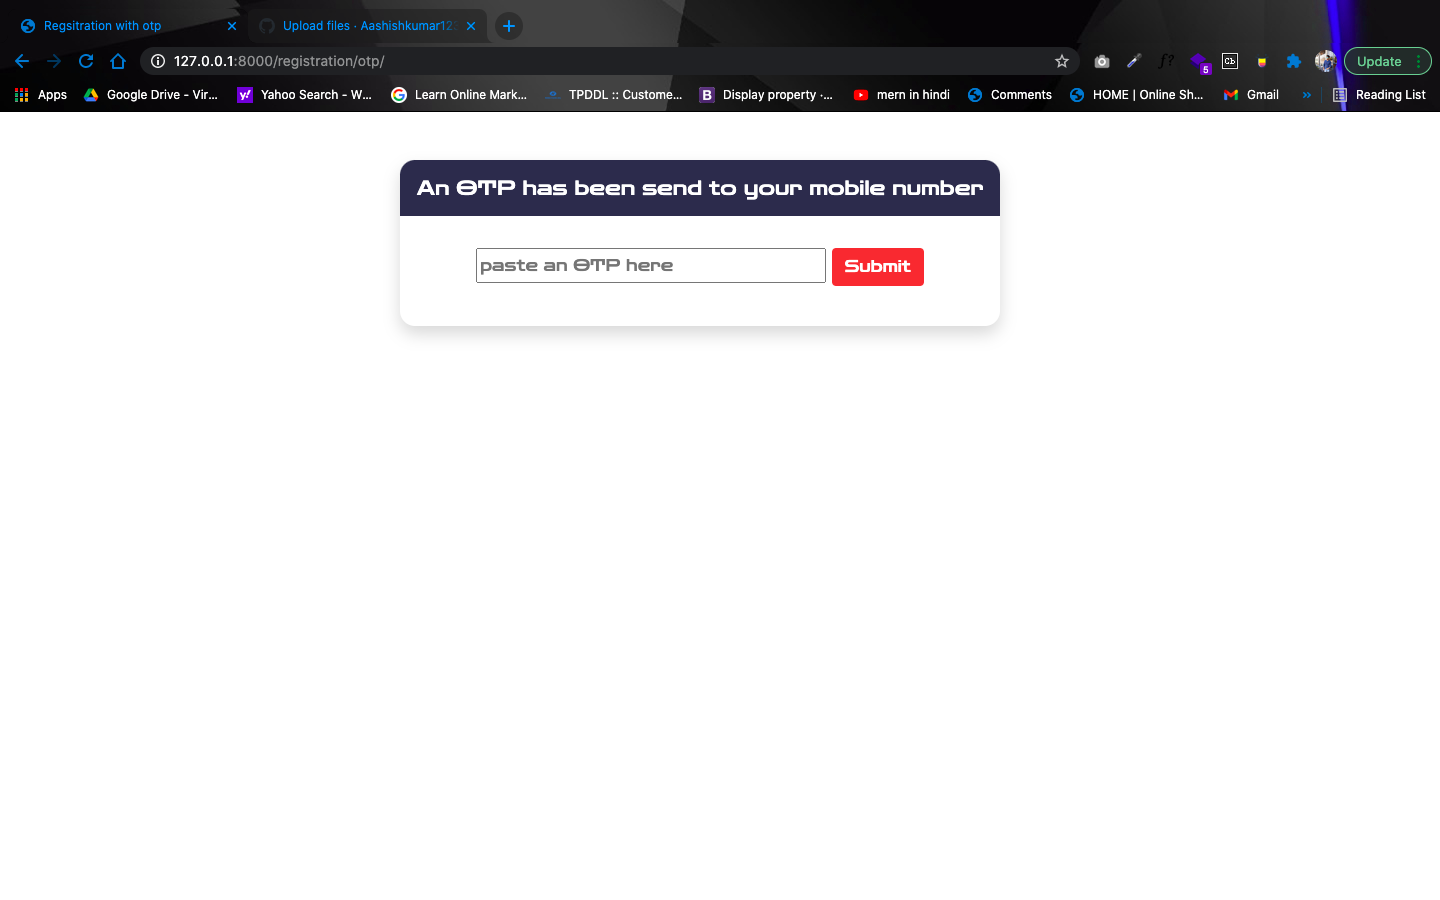 Regsitration with otp
Upload files · Aashishkumar12
127.0.0.1:8000/registration/otp/
f?
5
Cb
Update
Apps
Google Drive - Vir...
Yahoo Search - W...
Learn Online Mark...
TPDDL :: Custome...
B
Display property ·...
mern in hindi
Comments
HOME | Online Sh...
Gmail
»
Reading List
An OTP has been send to your mobile number
paste an OTP here
Submit